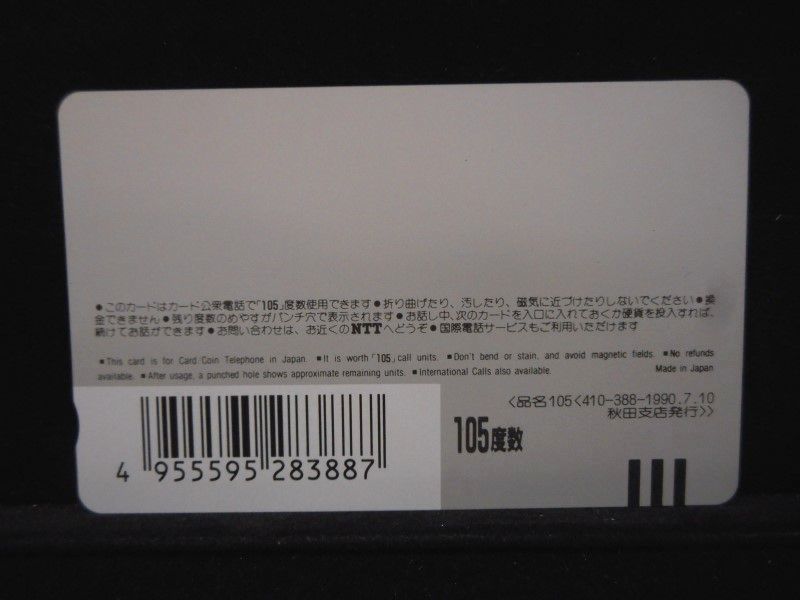 ●このカードはカード公衆電話で「105」度数使用できます●折り曲げたり、汚したり、磁気に近づけたりしないでください●換
金できません●残り度数のめやすがパンチ穴で表示されます●お話し中、次のカードを入口に入れておくか硬貨を投入すれば、
続けてお話ができます●お問い合わせは、お近くのNTTへどうぞ●国際電話サービスもご利用いただけます
■This card is for Card/Coin Telephone in Japan. ■It is worth「105」call units. ■Don't bend or stain, and avoid magnetic fields. ■No refunds
available. ■After usage, a punched hole shows approximate remaining units. ■International Calls also available. Made in Japan
〈品名105〈410-388-1990.7.10
秋田支店発行〉〉
105度数
4 955595 283887